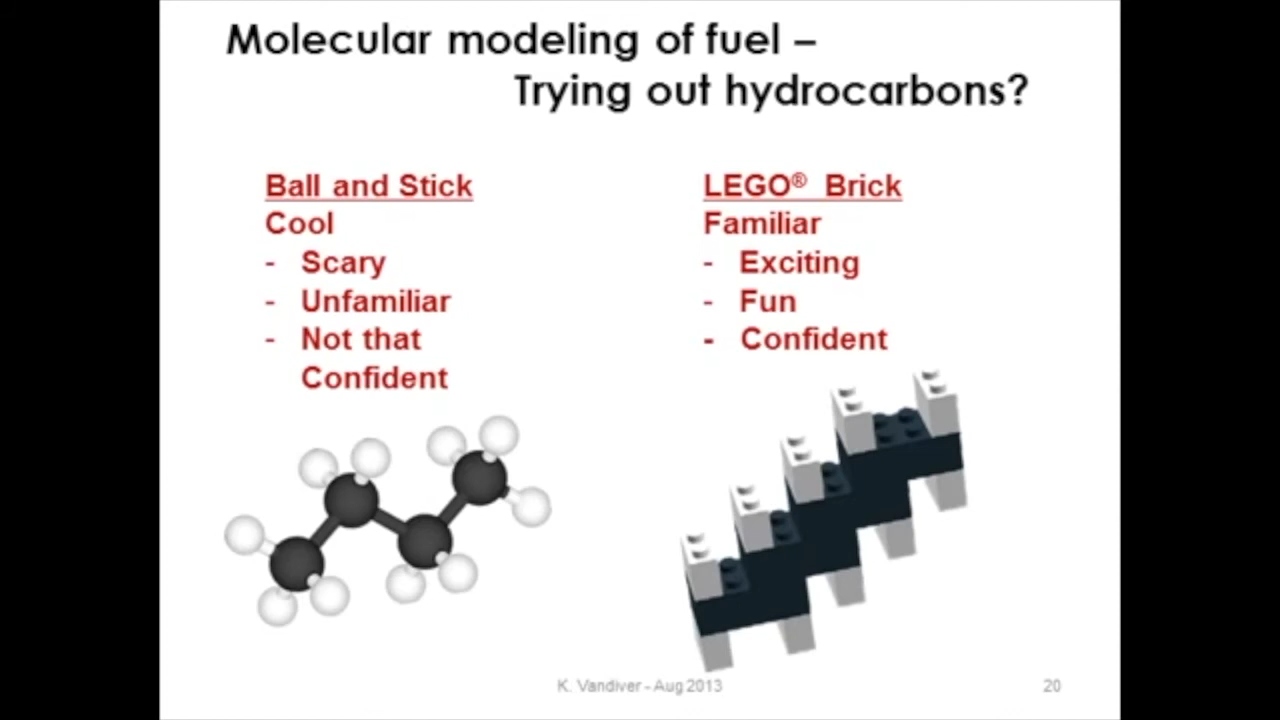 Molecular modeling of fuel –
Trying out hydrocarbons?
Ball and Stick
Cool
- Scary
- Unfamiliar
- Not that
Confident
LEGO® Brick
Familiar
- Exciting
- Fun
- Confident
K. Vandiver - Aug 2013
20